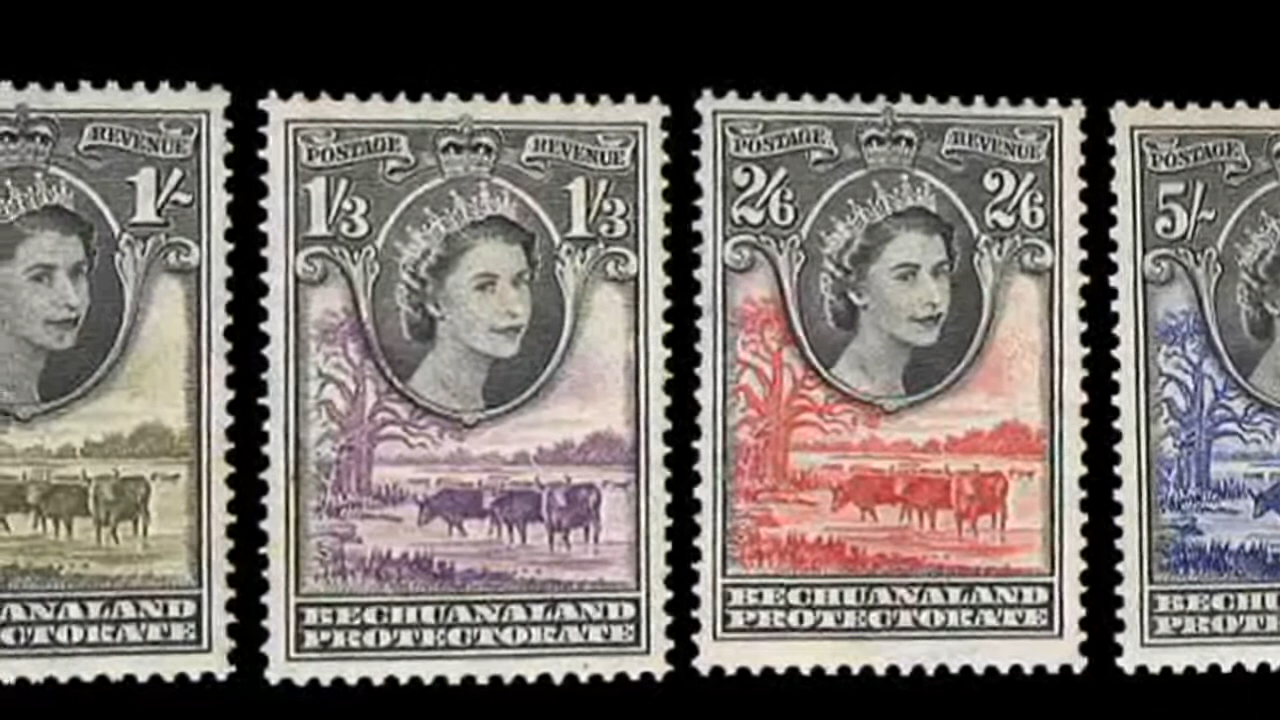 REVENUE
1/-
ANALAND
CTORATE
POSTAGE REVENUE
1/3 1/3
BECHUANALAND
PROTECTORATE
POSTAGE REVENUE
2/6 2/6
BECHUANALAND
PROTECTORATE
POSTAGE
5/-
BECHU
PROTE